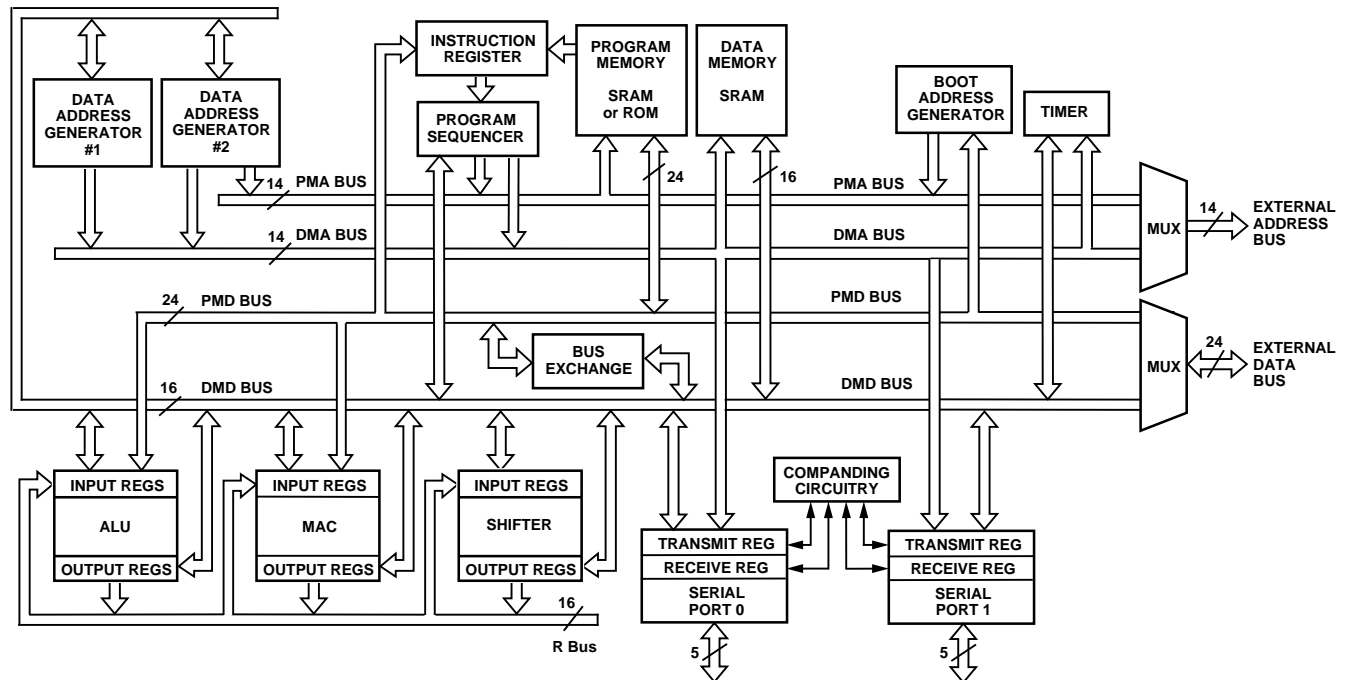 INSTRUCTION
REGISTER
PROGRAM
MEMORY
SRAM
or ROM
DATA
MEMORY
SRAM
BOOT
ADDRESS
GENERATOR
TIMER
DATA
ADDRESS
GENERATOR
#1
DATA
ADDRESS
GENERATOR
#2
PROGRAM
SEQUENCER
14
PMA BUS
24
16
PMA BUS
MUX
14
EXTERNAL
ADDRESS
BUS
14
DMA BUS
DMA BUS
24
PMD BUS
PMD BUS
BUS
EXCHANGE
MUX
24
EXTERNAL
DATA
BUS
16
DMD BUS
DMD BUS
INPUT REGS
ALU
OUTPUT REGS
INPUT REGS
MAC
OUTPUT REGS
INPUT REGS
SHIFTER
OUTPUT REGS
16
R Bus
COMPANDING
CIRCUITRY
TRANSMIT REG
RECEIVE REG
SERIAL
PORT 0
5
TRANSMIT REG
RECEIVE REG
SERIAL
PORT 1
5